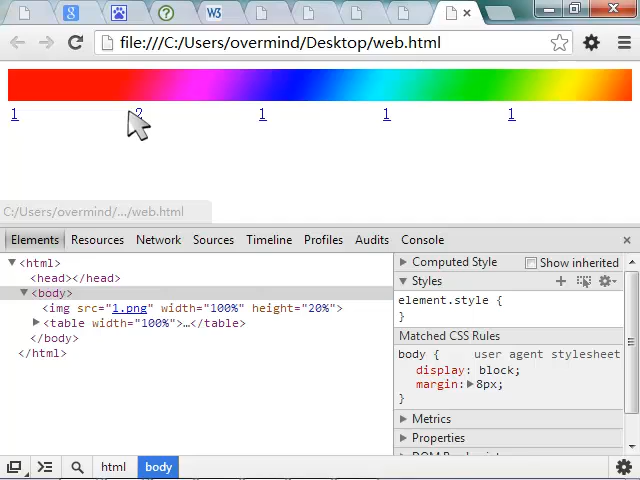 8
W3
file:///C:/Users/overmind/Desktop/web.html
1 2 1 1 1
C:/Users/overmind/.../web.html
Elements Resources Network Sources Timeline Profiles Audits Console
<html>
<head></head>
<body>
<img src="1.png" width="100%" height="20%">
<table width="100%">…</table>
</body>
</html>
Computed Style Show inherited
Styles
element.style {
}
Matched CSS Rules
body { user agent stylesheet
display: block;
margin: 8px;
}
Metrics
Properties
html body